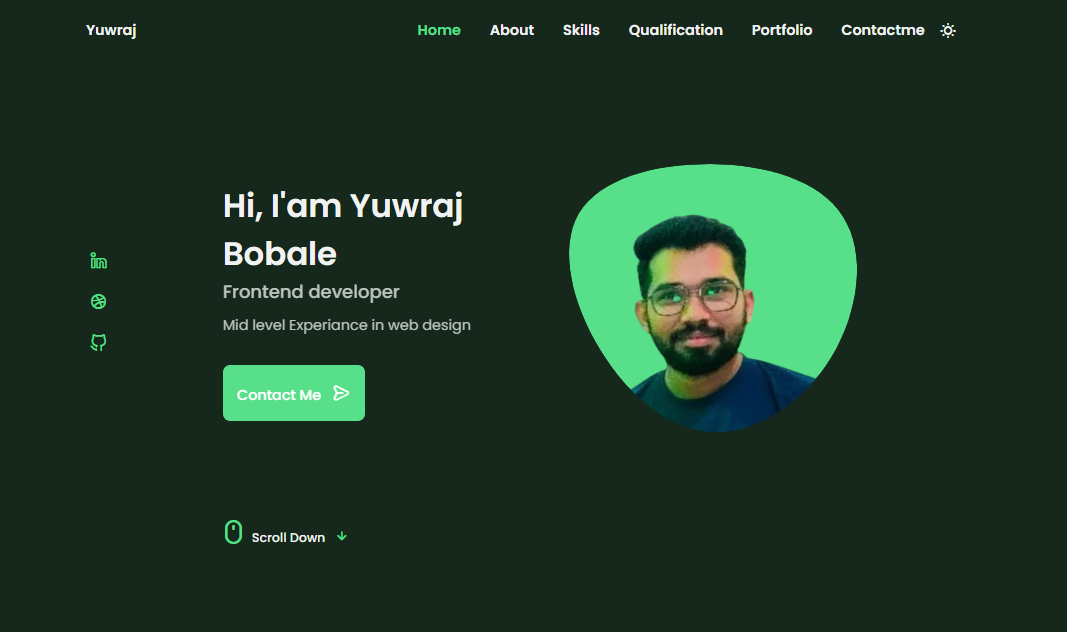 Yuwraj
Home About Skills Qualification Portfolio Contactme
Hi, I'am Yuwraj
Bobale
Frontend developer
Mid level Experiance in web design
Contact Me
Scroll Down